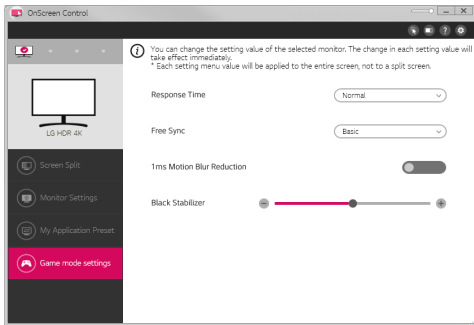 OnScreen Control
You can change the setting value of the selected monitor. The change in each setting value will
take effect immediately.
* Each setting menu value will be applied to the entire screen, not to a split screen.
LG HDR 4K
Screen Split
Monitor Settings
My Application Preset
Game mode settings
Response Time
Normal
Free Sync
Basic
1ms Motion Blur Reduction
Black Stabilizer